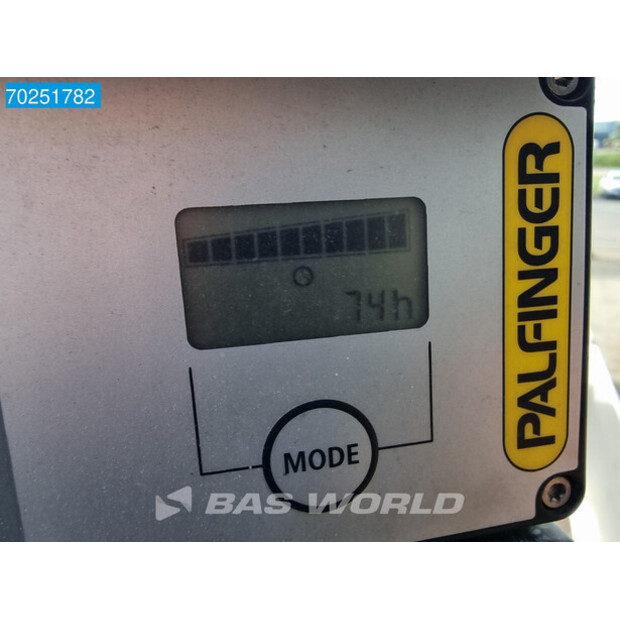 70251782
PALFINGER
74h
MODE
BAS WORLD